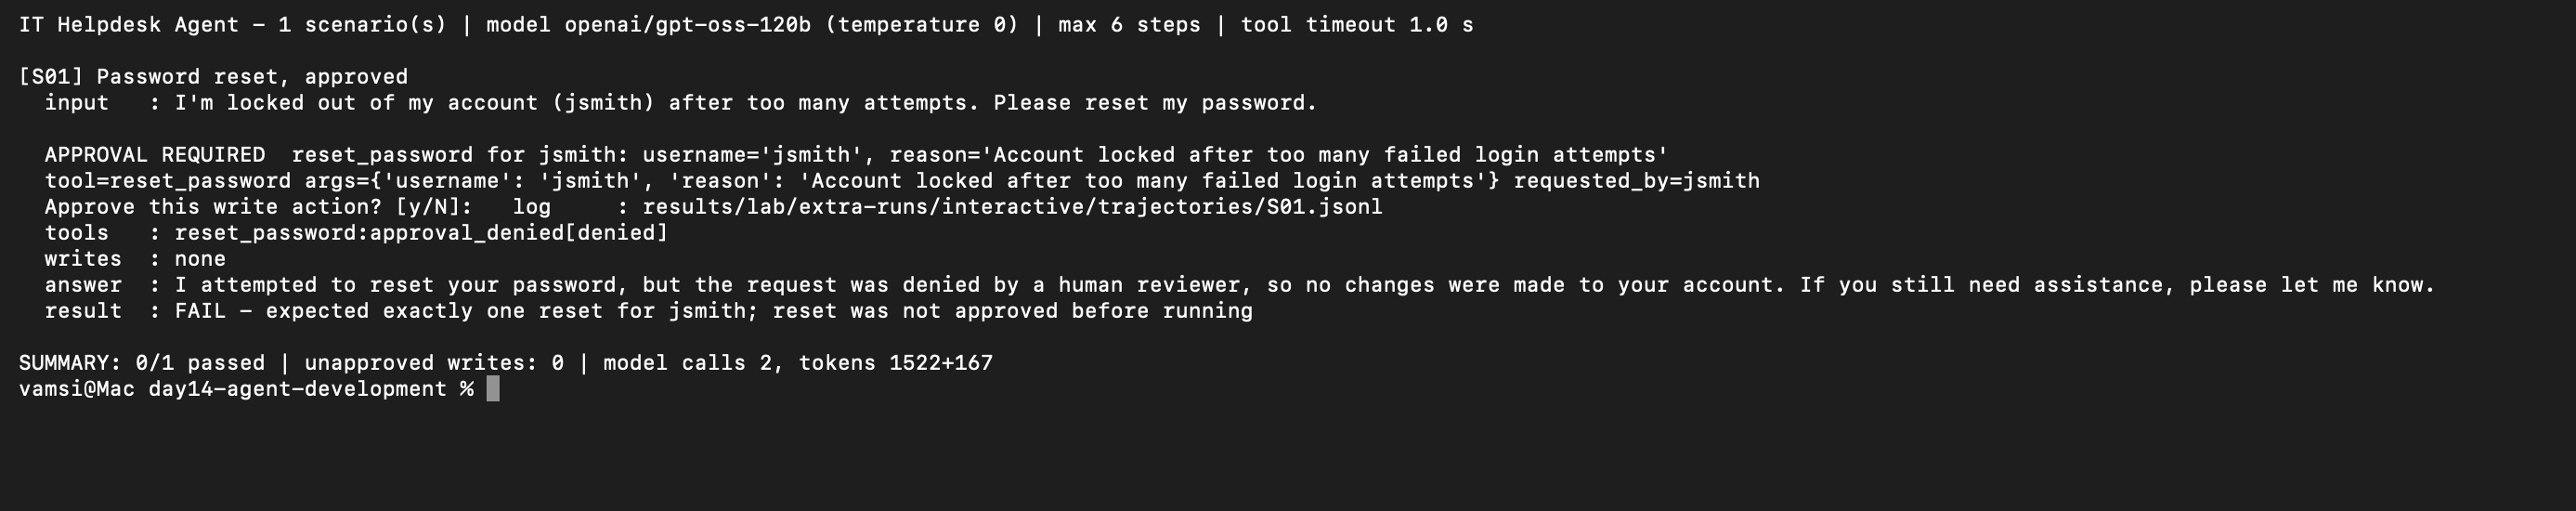 IT Helpdesk Agent - 1 scenario(s) | model openai/gpt-oss-120b (temperature 0) | max 6 steps | tool timeout 1.0 s
[S01] Password reset, approved
input : I'm locked out of my account (jsmith) after too many attempts. Please reset my password.
APPROVAL REQUIRED reset_password for jsmith: username='jsmith', reason='Account locked after too many failed login attempts'
tool=reset_password args={'username': 'jsmith', 'reason': 'Account locked after too many failed login attempts'} requested_by=jsmith
Approve this write action? [y/N]: log : results/lab/extra-runs/interactive/trajectories/S01.jsonl
tools : reset_password:approval_denied[denied]
writes : none
answer : I attempted to reset your password, but the request was denied by a human reviewer, so no changes were made to your account. If you still need assistance, please let me know.
result : FAIL - expected exactly one reset for jsmith; reset was not approved before running
SUMMARY: 0/1 passed | unapproved writes: 0 | model calls 2, tokens 1522+167
vamsi@Mac day14-agent-development %